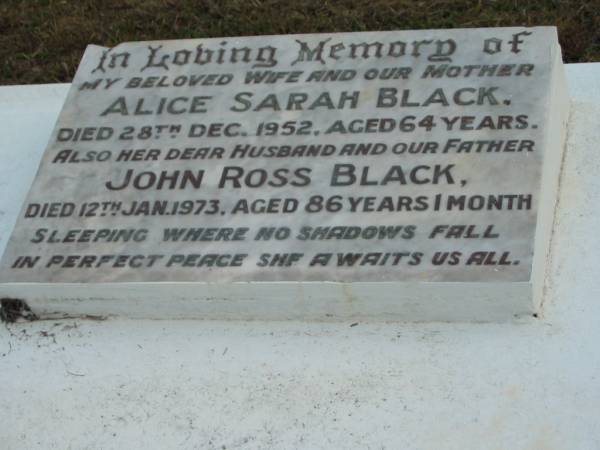 In Loving Memory of
MY BELOVED WIFE AND OUR MOTHER
ALICE SARAH BLACK.
DIED 28TH DEC. 1952. AGED 64 YEARS.
ALSO HER DEAR HUSBAND AND OUR FATHER
JOHN ROSS BLACK,
DIED 12TH JAN. 1973. AGED 86 YEARS 1 MONTH
SLEEPING WHERE NO SHADOWS FALL
IN PERFECT PEACE SHE AWAITS US ALL.